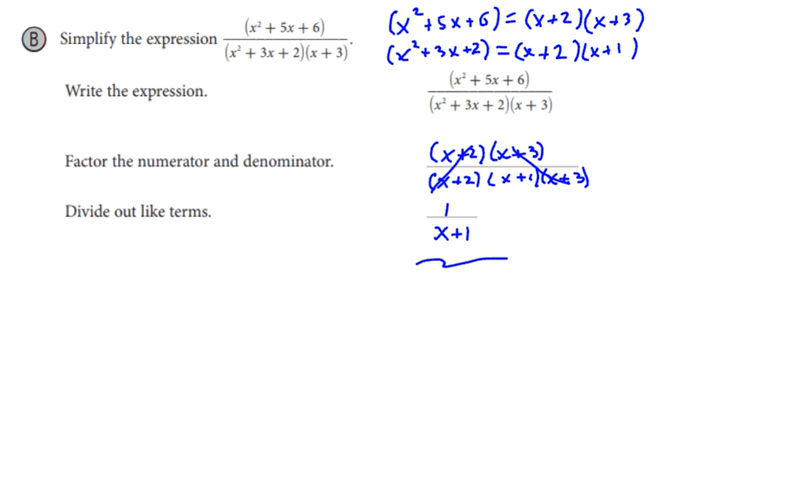 (x² + 5x + 6) = (x + 2)(x + 3)
B Simplify the expression (x² + 5x + 6) / (x² + 3x + 2)(x + 3).
(x² + 3x + 2) = (x + 2)(x + 1)
Write the expression. (x² + 5x + 6) / (x² + 3x + 2)(x + 3)
Factor the numerator and denominator. (x + 2)(x + 3) / (x + 2)(x + 1)(x + 3)
Divide out like terms. 1 / x + 1